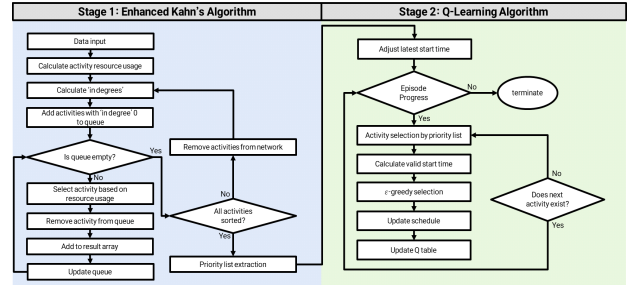 Stage 1: Enhanced Kahn's Algorithm
Data input
Calculate activity resource usage
Calculate 'in degrees'
Add activities with 'in degree' 0
to queue
Is queue empty?
Yes
No
Select activity based on
resource usage
Remove activity from queue
Add to result array
Update queue
Remove activities from network
No
All activities
sorted?
Yes
Priority list extraction
Stage 2: Q-Learning Algorithm
Adjust latest start time
Episode
Progress
No
terminate
Yes
Activity selection by priority list
Calculate valid start time
ε-greedy selection
Update schedule
Update Q table
No
Does next
activity exist?
Yes